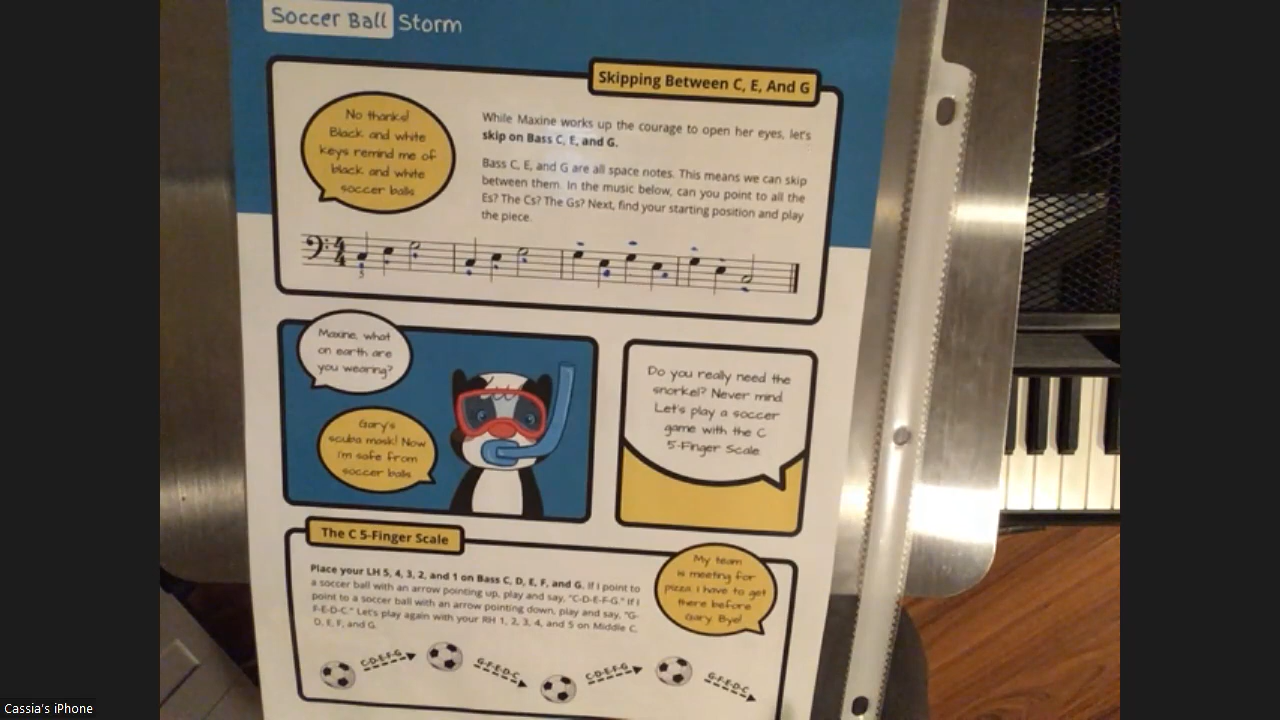 Soccer Ball Storm
Skipping Between C, E, And G
No thanks!
Black and white
keys remind me of
black and white
soccer balls
While Maxine works up the courage to open her eyes, let's
skip on Bass C, E, and G.
Bass C, E, and G are all space notes. This means we can skip
between them. In the music below, can you point to all the
Es? The Cs? The Gs? Next, find your starting position and play
the piece.
4
4
5
Maxine, what
on earth are
you wearing?
Gary's
scuba mask! Now
I'm safe from
soccer balls
Do you really need the
snorkel? Never mind.
Let's play a soccer
game with the C
5-Finger Scale.
The C 5-Finger Scale
Place your LH 5, 4, 3, 2, and 1 on Bass C, D, E, F, and G. If I point to
a soccer ball with an arrow pointing up, play and say, "C-D-E-F-G." If I
point to a soccer ball with an arrow pointing down, play and say, "G-
F-E-D-C." Let's play again with your RH 1, 2, 3, 4, and 5 on Middle C,
D, E, F, and G.
My team
is meeting for
pizza. I have to get
there before
Gary. Bye!
C-D-E-F-G
G-F-E-D-C
C-D-E-F-G
G-F-E-D-C
Cassia's iPhone